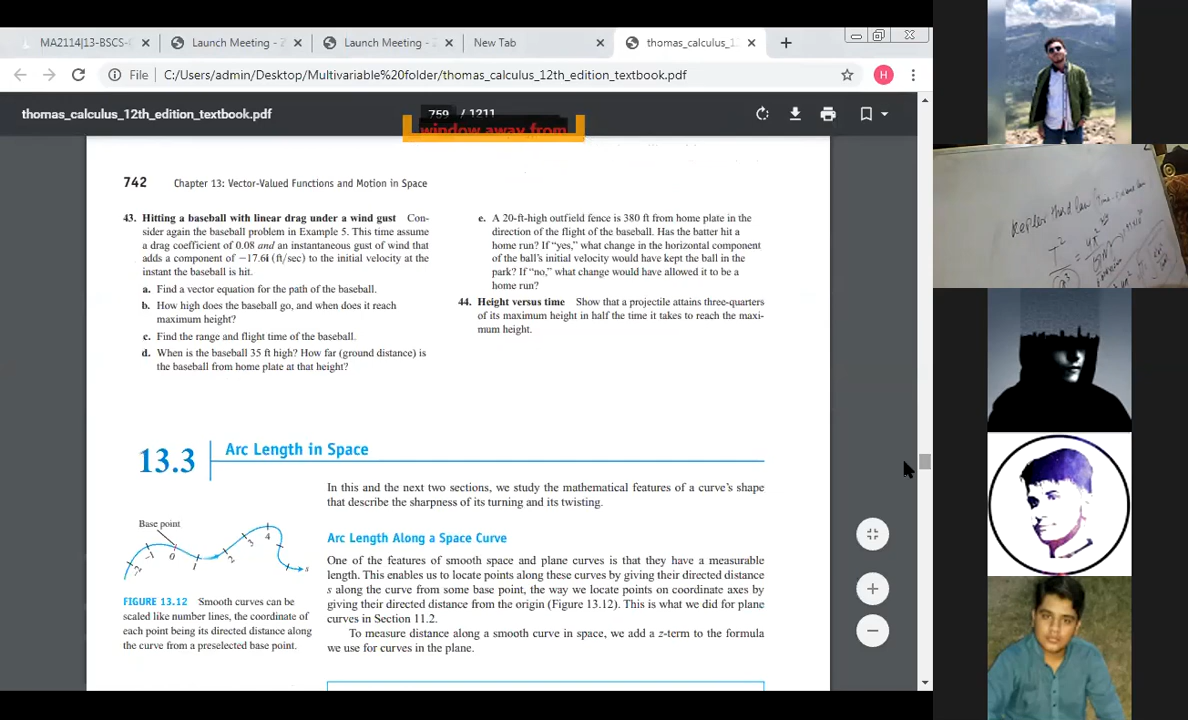 MA2114|13-BSCS-
Launch Meeting - Z
Launch Meeting - Z
New Tab
thomas_calculus_1
File
C:/Users/admin/Desktop/Multivariable%20folder/thomas_calculus_12th_edition_textbook.pdf
H
thomas_calculus_12th_edition_textbook.pdf
759 / 1211
window away from
742 Chapter 13: Vector-Valued Functions and Motion in Space
43. Hitting a baseball with linear drag under a wind gust Con-
sider again the baseball problem in Example 5. This time assume
a drag coefficient of 0.08 and an instantaneous gust of wind that
adds a component of −17.6i (ft/sec) to the initial velocity at the
instant the baseball is hit.
a. Find a vector equation for the path of the baseball.
b. How high does the baseball go, and when does it reach
maximum height?
c. Find the range and flight time of the baseball.
d. When is the baseball 35 ft high? How far (ground distance) is
the baseball from home plate at that height?
e. A 20-ft-high outfield fence is 380 ft from home plate in the
direction of the flight of the baseball. Has the batter hit a
home run? If “yes,” what change in the horizontal component
of the ball’s initial velocity would have kept the ball in the
park? If “no,” what change would have allowed it to be a
home run?
44. Height versus time Show that a projectile attains three-quarters
of its maximum height in half the time it takes to reach the maxi-
mum height.
13.3 Arc Length in Space
In this and the next two sections, we study the mathematical features of a curve’s shape
that describe the sharpness of its turning and its twisting.
Arc Length Along a Space Curve
One of the features of smooth space and plane curves is that they have a measurable
length. This enables us to locate points along these curves by giving their directed distance
s along the curve from some base point, the way we locate points on coordinate axes by
giving their directed distance from the origin (Figure 13.12). This is what we did for plane
curves in Section 11.2.
To measure distance along a smooth curve in space, we add a z-term to the formula
we use for curves in the plane.
Base point
-2 -1 0 1 2 3 4 s
FIGURE 13.12 Smooth curves can be
scaled like number lines, the coordinate of
each point being its directed distance along
the curve from a preselected base point.
Kepler third law
T²